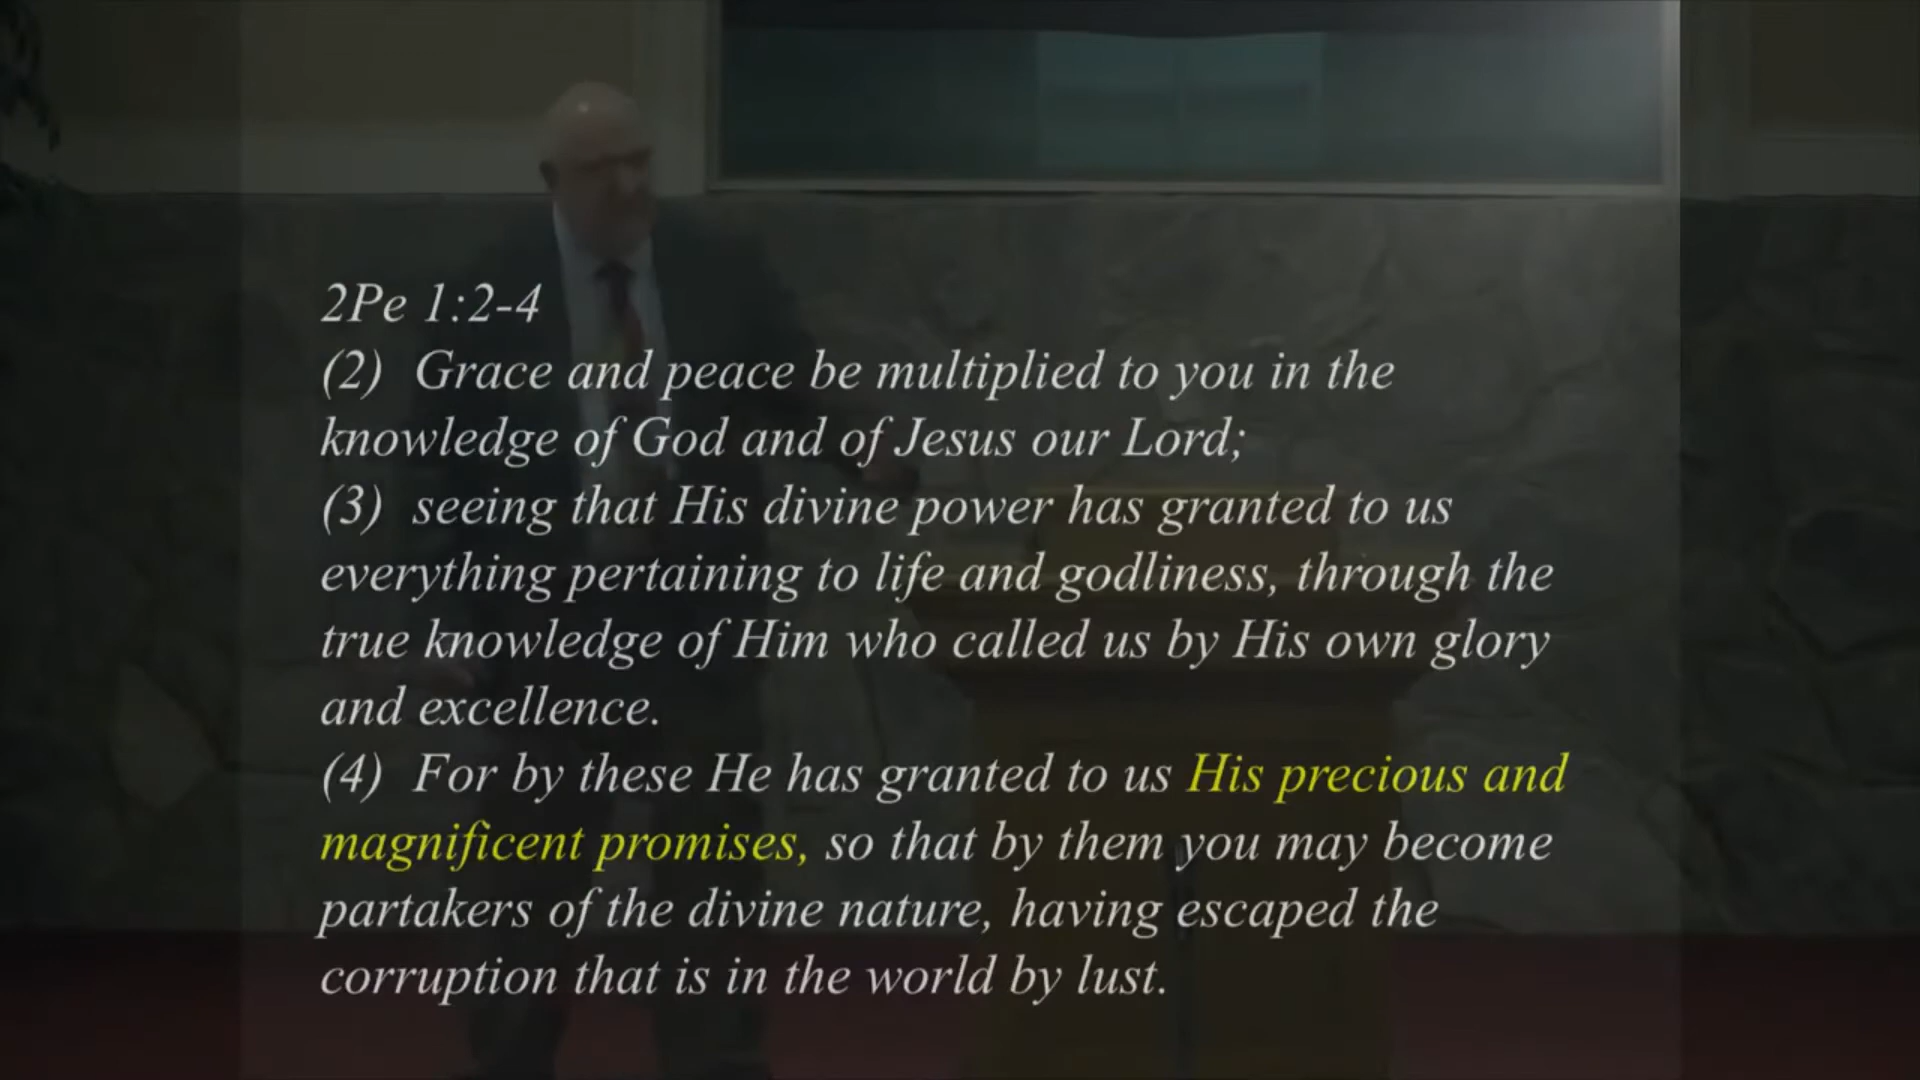 2Pe 1:2-4
(2) Grace and peace be multiplied to you in the
knowledge of God and of Jesus our Lord;
(3) seeing that His divine power has granted to us
everything pertaining to life and godliness, through the
true knowledge of Him who called us by His own glory
and excellence.
(4) For by these He has granted to us His precious and
magnificent promises, so that by them you may become
partakers of the divine nature, having escaped the
corruption that is in the world by lust.